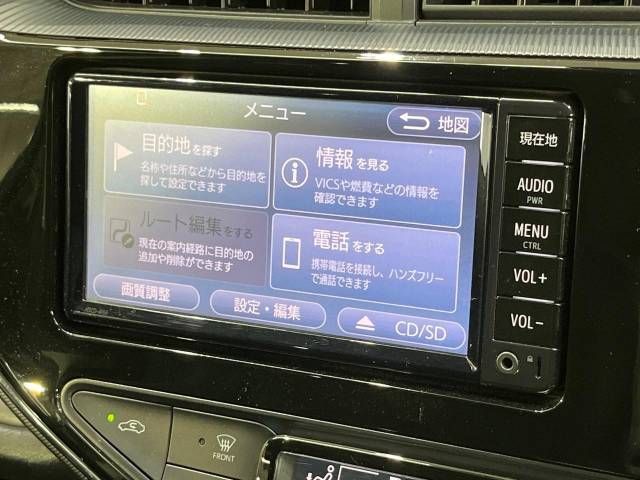 メニュー
地図
目的地を探す
名称や住所などから目的地を
探して設定できます
情報を見る
VICSや燃費などの情報を
確認できます
ルート編集をする
現在の案内経路に目的地の
追加や削除ができます
電話をする
携帯電話を接続し、ハンズフリー
で通話できます
画質調整
設定・編集
CD/SD
現在地
AUDIO
PWR
MENU
CTRL
VOL+
VOL-
FRONT